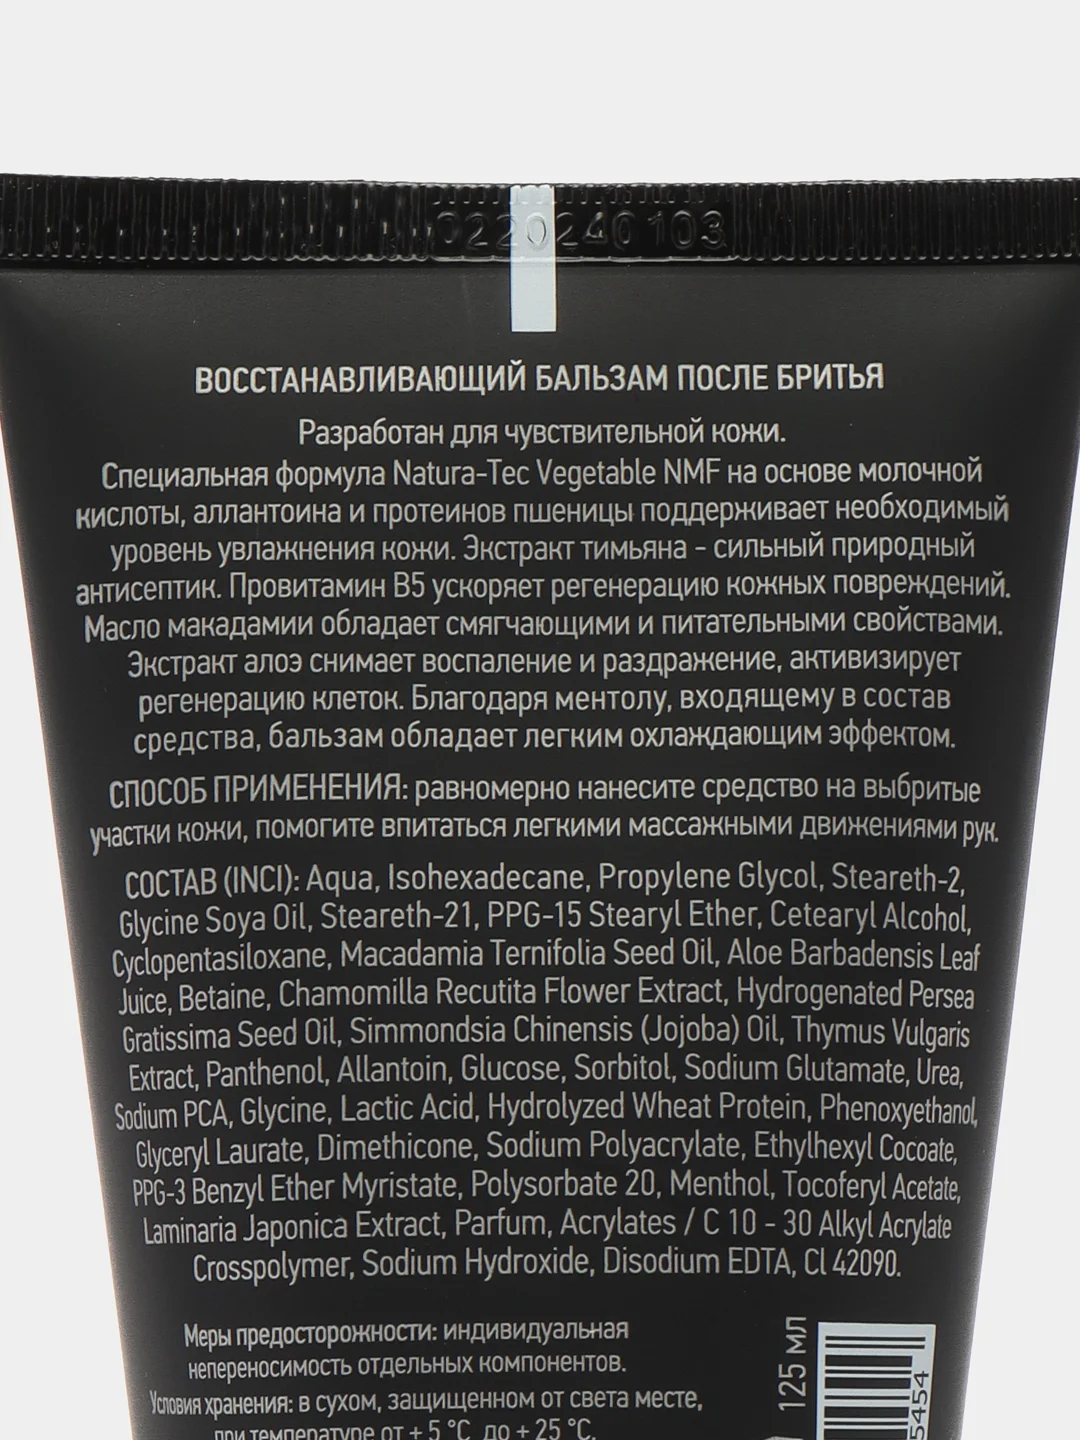 0220240103
ВОССТАНАВЛИВАЮЩИЙ БАЛЬЗАМ ПОСЛЕ БРИТЬЯ
Разработан для чувствительной кожи.
Специальная формула Natura-Tec Vegetable NMF на основе молочной
кислоты, аллантоина и протеинов пшеницы поддерживает необходимый
уровень увлажнения кожи. Экстракт тимьяна - сильный природный
антисептик. Провитамин В5 ускоряет регенерацию кожных повреждений.
Масло макадамии обладает смягчающими и питательными свойствами.
Экстракт алоэ снимает воспаление и раздражение, активизирует
регенерацию клеток. Благодаря ментолу, входящему в состав
средства, бальзам обладает легким охлаждающим эффектом.
СПОСОБ ПРИМЕНЕНИЯ: равномерно нанесите средство на выбритые
участки кожи, помогите впитаться легкими массажными движениями рук.
СОСТАВ (INCI): Aqua, Isohexadecane, Propylene Glycol, Steareth-2,
Glycine Soya Oil, Steareth-21, PPG-15 Stearyl Ether, Cetearyl Alcohol,
Cyclopentasiloxane, Macadamia Ternifolia Seed Oil, Aloe Barbadensis Leaf
Juice, Betaine, Chamomilla Recutita Flower Extract, Hydrogenated Persea
Gratissima Seed Oil, Simmondsia Chinensis (Jojoba) Oil, Thymus Vulgaris
Extract, Panthenol, Allantoin, Glucose, Sorbitol, Sodium Glutamate, Urea,
Sodium PCA, Glycine, Lactic Acid, Hydrolyzed Wheat Protein, Phenoxyethanol,
Glyceryl Laurate, Dimethicone, Sodium Polyacrylate, Ethylhexyl Cocoate,
PPG-3 Benzyl Ether Myristate, Polysorbate 20, Menthol, Tocoferyl Acetate,
Laminaria Japonica Extract, Parfum, Acrylates / C 10 - 30 Alkyl Acrylate
Crosspolymer, Sodium Hydroxide, Disodium EDTA, Cl 42090.
Меры предосторожности: индивидуальная
непереносимость отдельных компонентов.
Условия хранения: в сухом, защищенном от света месте,
при температуре от + 5 °C до + 25 °C.
125 МЛ
5454